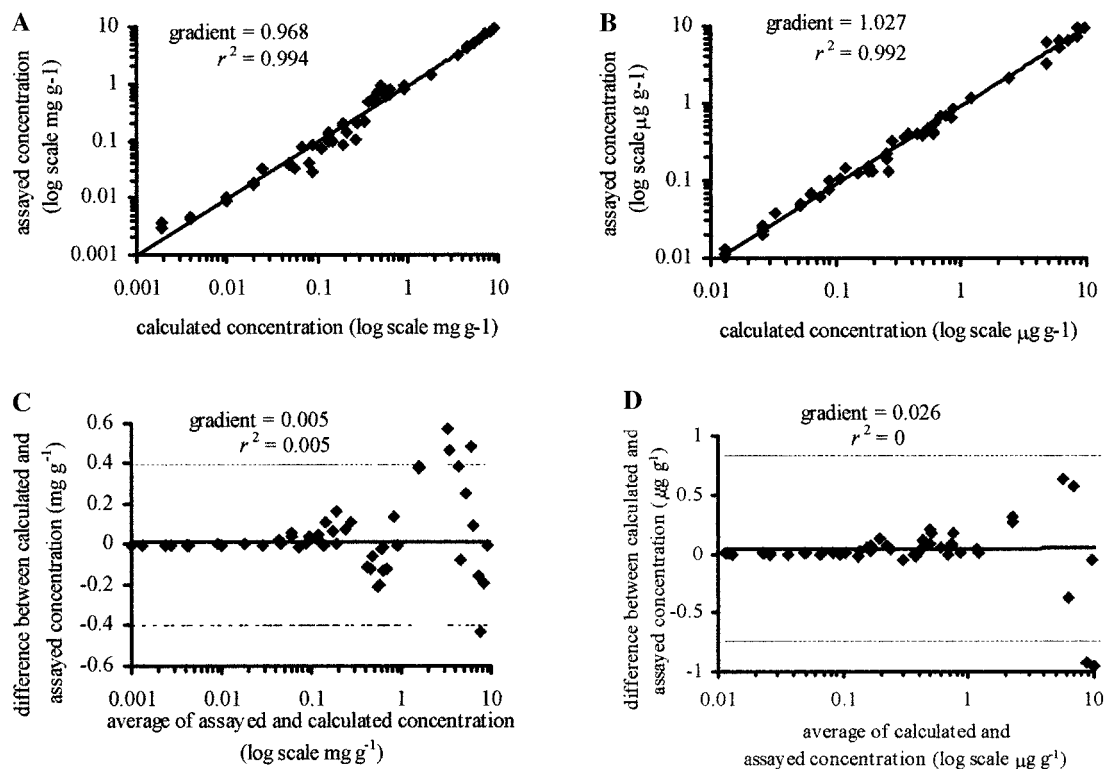 A
gradient = 0.968
r² = 0.994
assayed concentration
(log scale mg g-1)
10
1
0.1
0.01
0.001
0.001 0.01 0.1 1 10
calculated concentration (log scale mg g-1)
B
gradient = 1.027
r² = 0.992
assayed concentration
(log scale µg g-1)
10
1
0.1
0.01
0.01 0.1 1 10
calculated concentration (log scale µg g-1)
C
gradient = 0.005
r² = 0.005
difference between calculated and
assayed concentration (mg g⁻¹)
0.6
0.4
0.2
0
-0.2
-0.4
-0.6
0.001 0.01 0.1 1 10
average of assayed and calculated concentration
(log scale mg g⁻¹)
D
gradient = 0.026
r² = 0
difference between calculated and
assayed concentration (µg g¹)
1
0.5
0
-0.5
-1
0.01 0.1 1 10
average of calculated and
assayed concentration (log scale µg g⁻¹)